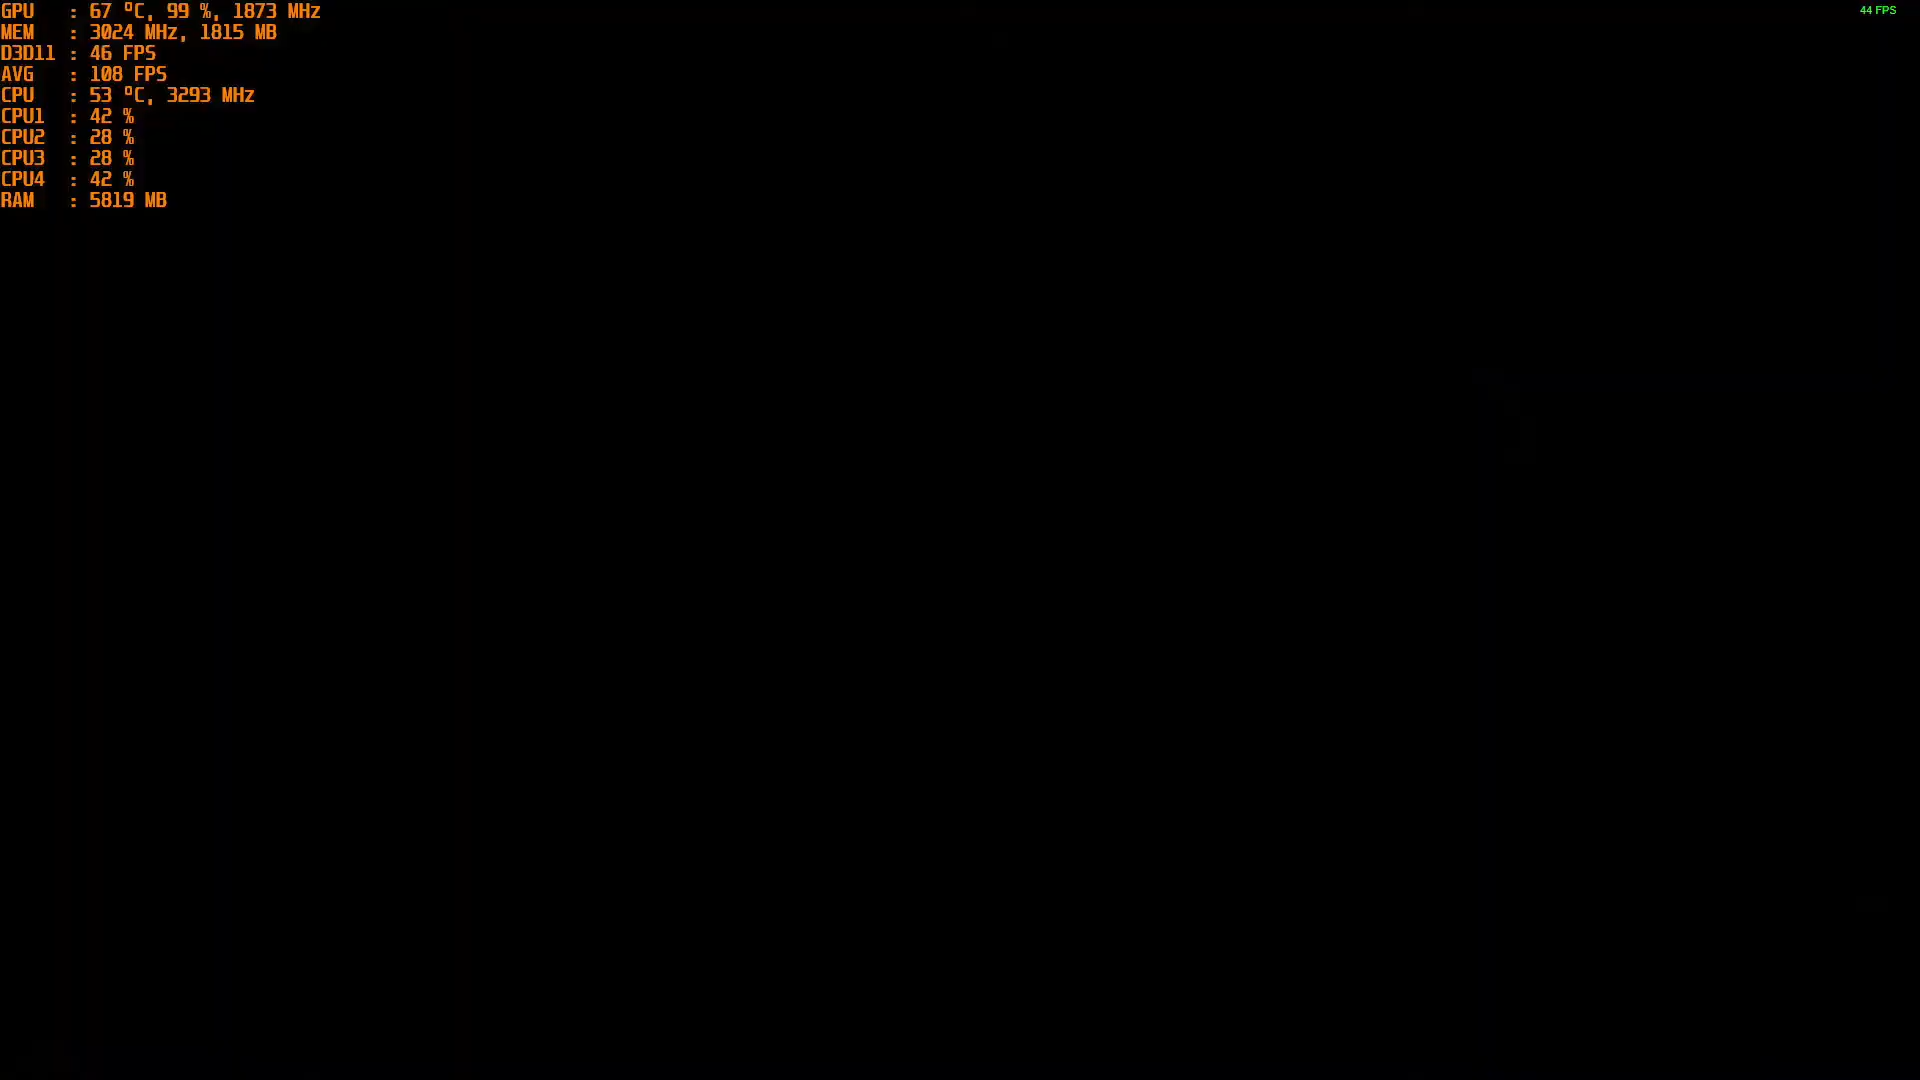 GPU : 67 °C, 99 %, 1873 MHz
MEM : 3024 MHz, 1815 MB
D3D11 : 46 FPS
AVG : 108 FPS
CPU : 53 °C, 3293 MHz
CPU1 : 42 %
CPU2 : 28 %
CPU3 : 28 %
CPU4 : 42 %
RAM : 5819 MB
44 FPS